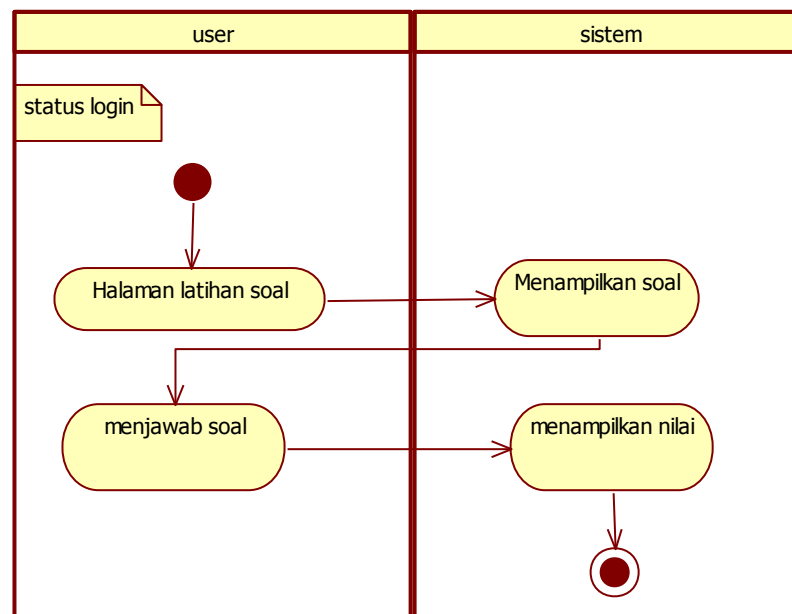 user
sistem
status login
Halaman latihan soal
Menampilkan soal
menjawab soal
menampilkan nilai